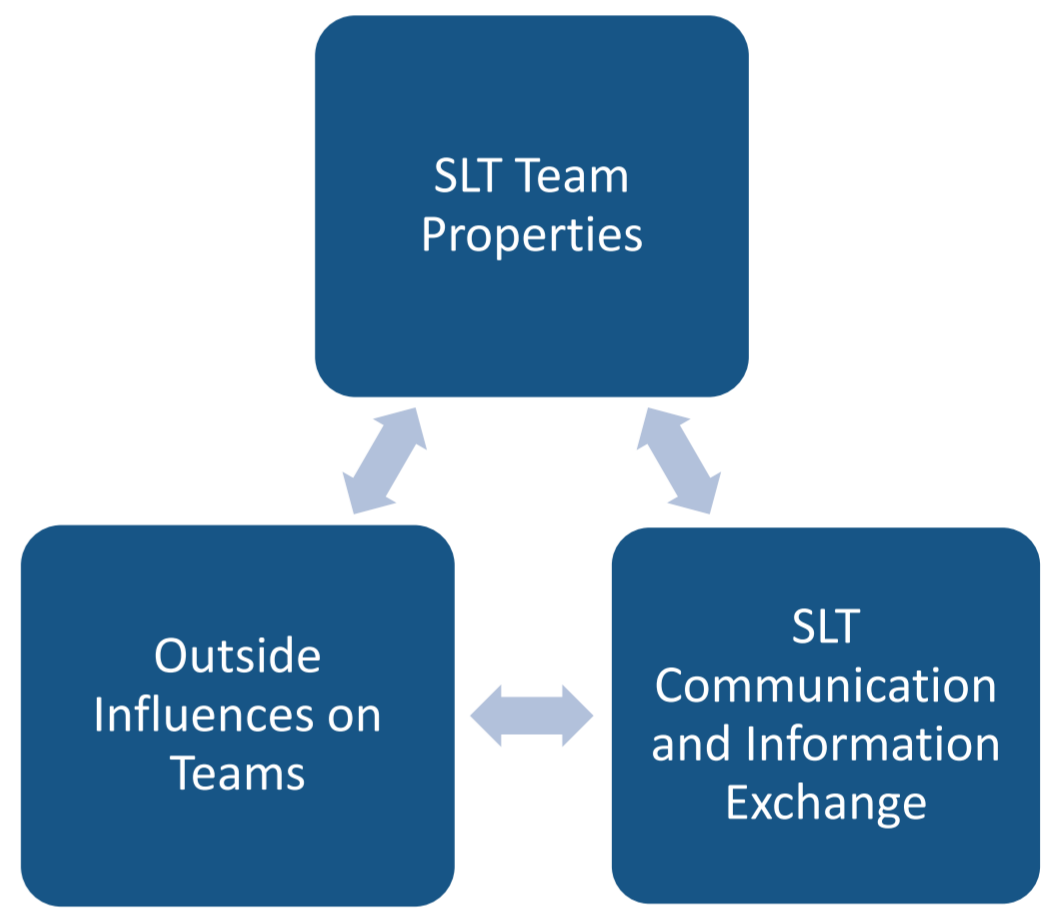 SLT Team
Properties
Outside
Influences on
Teams
SLT
Communication
and Information
Exchange